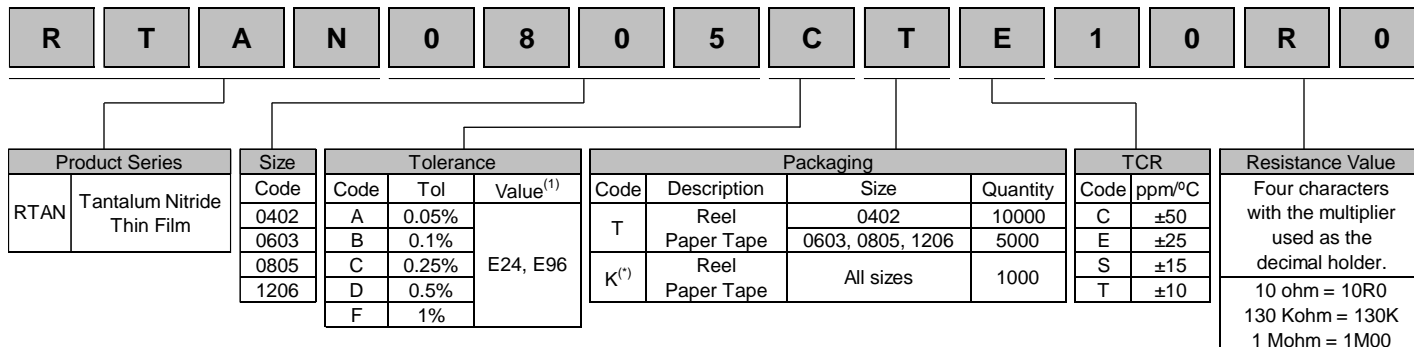 R T A N 0 8 0 5 C T E 1 0 R 0
Product Series
RTAN Tantalum Nitride
Thin Film
Size
Code
0402
0603
0805
1206
Tolerance
Code Tol Value(1)
A 0.05%
B 0.1%
C 0.25%
D 0.5%
F 1%
E24, E96
Packaging
Code Description Size Quantity
T Reel
Paper Tape
0402 10000
0603, 0805, 1206 5000
K(*) Reel
Paper Tape
All sizes 1000
TCR
Code ppm/ºC
C ±50
E ±25
S ±15
T ±10
Resistance Value
Four characters
with the multiplier
used as the
decimal holder.
10 ohm = 10R0
130 Kohm = 130K
1 Mohm = 1M00